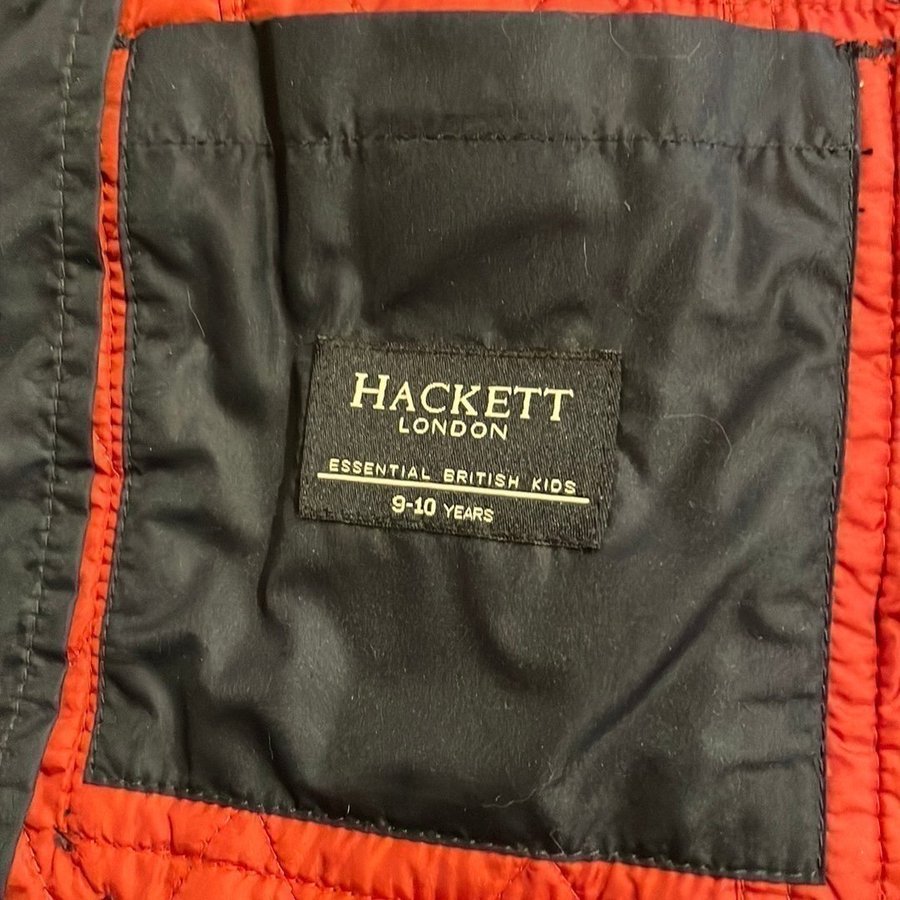 HACKETT
LONDON
ESSENTIAL BRITISH KIDS
9-10 YEARS